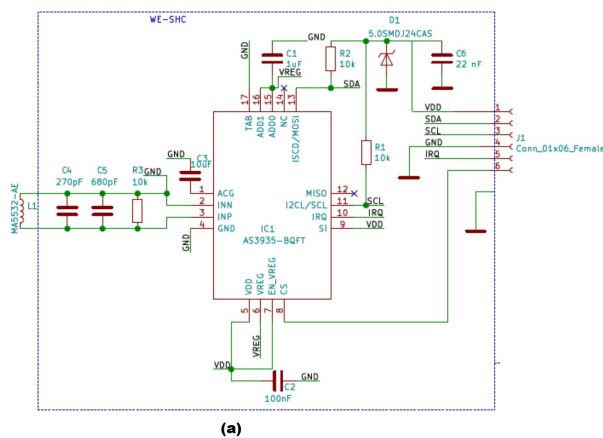 WE-SHC
D1
5.0SMDJ24CAS
GND
C1
1uF
GND
R2
10k
C6
22 nF
VREG
SDA
17
16
15
14
13
TAB
ADD1
ADD0
NC
ISCD/MOSI
VDD
1
SDA
2
SCL
3
GND
4
IRQ
5
6
J1
Conn_01x06_Female
R1
10k
GND
C3
10uF
C4
270pF
C5
680pF
R3
10k
GND
MA5532-AE
L1
1
ACG
2
INN
3
INP
4
GND
GND
MISO
12
I2CL/SCL
11
SCL
IRQ
10
IRQ
SI
9
VDD
IC1
AS3935-BQFT
VDD
VREG
EN_VREG
CS
5
6
7
8
VREG
VDD
GND
C2
100nF
(a)